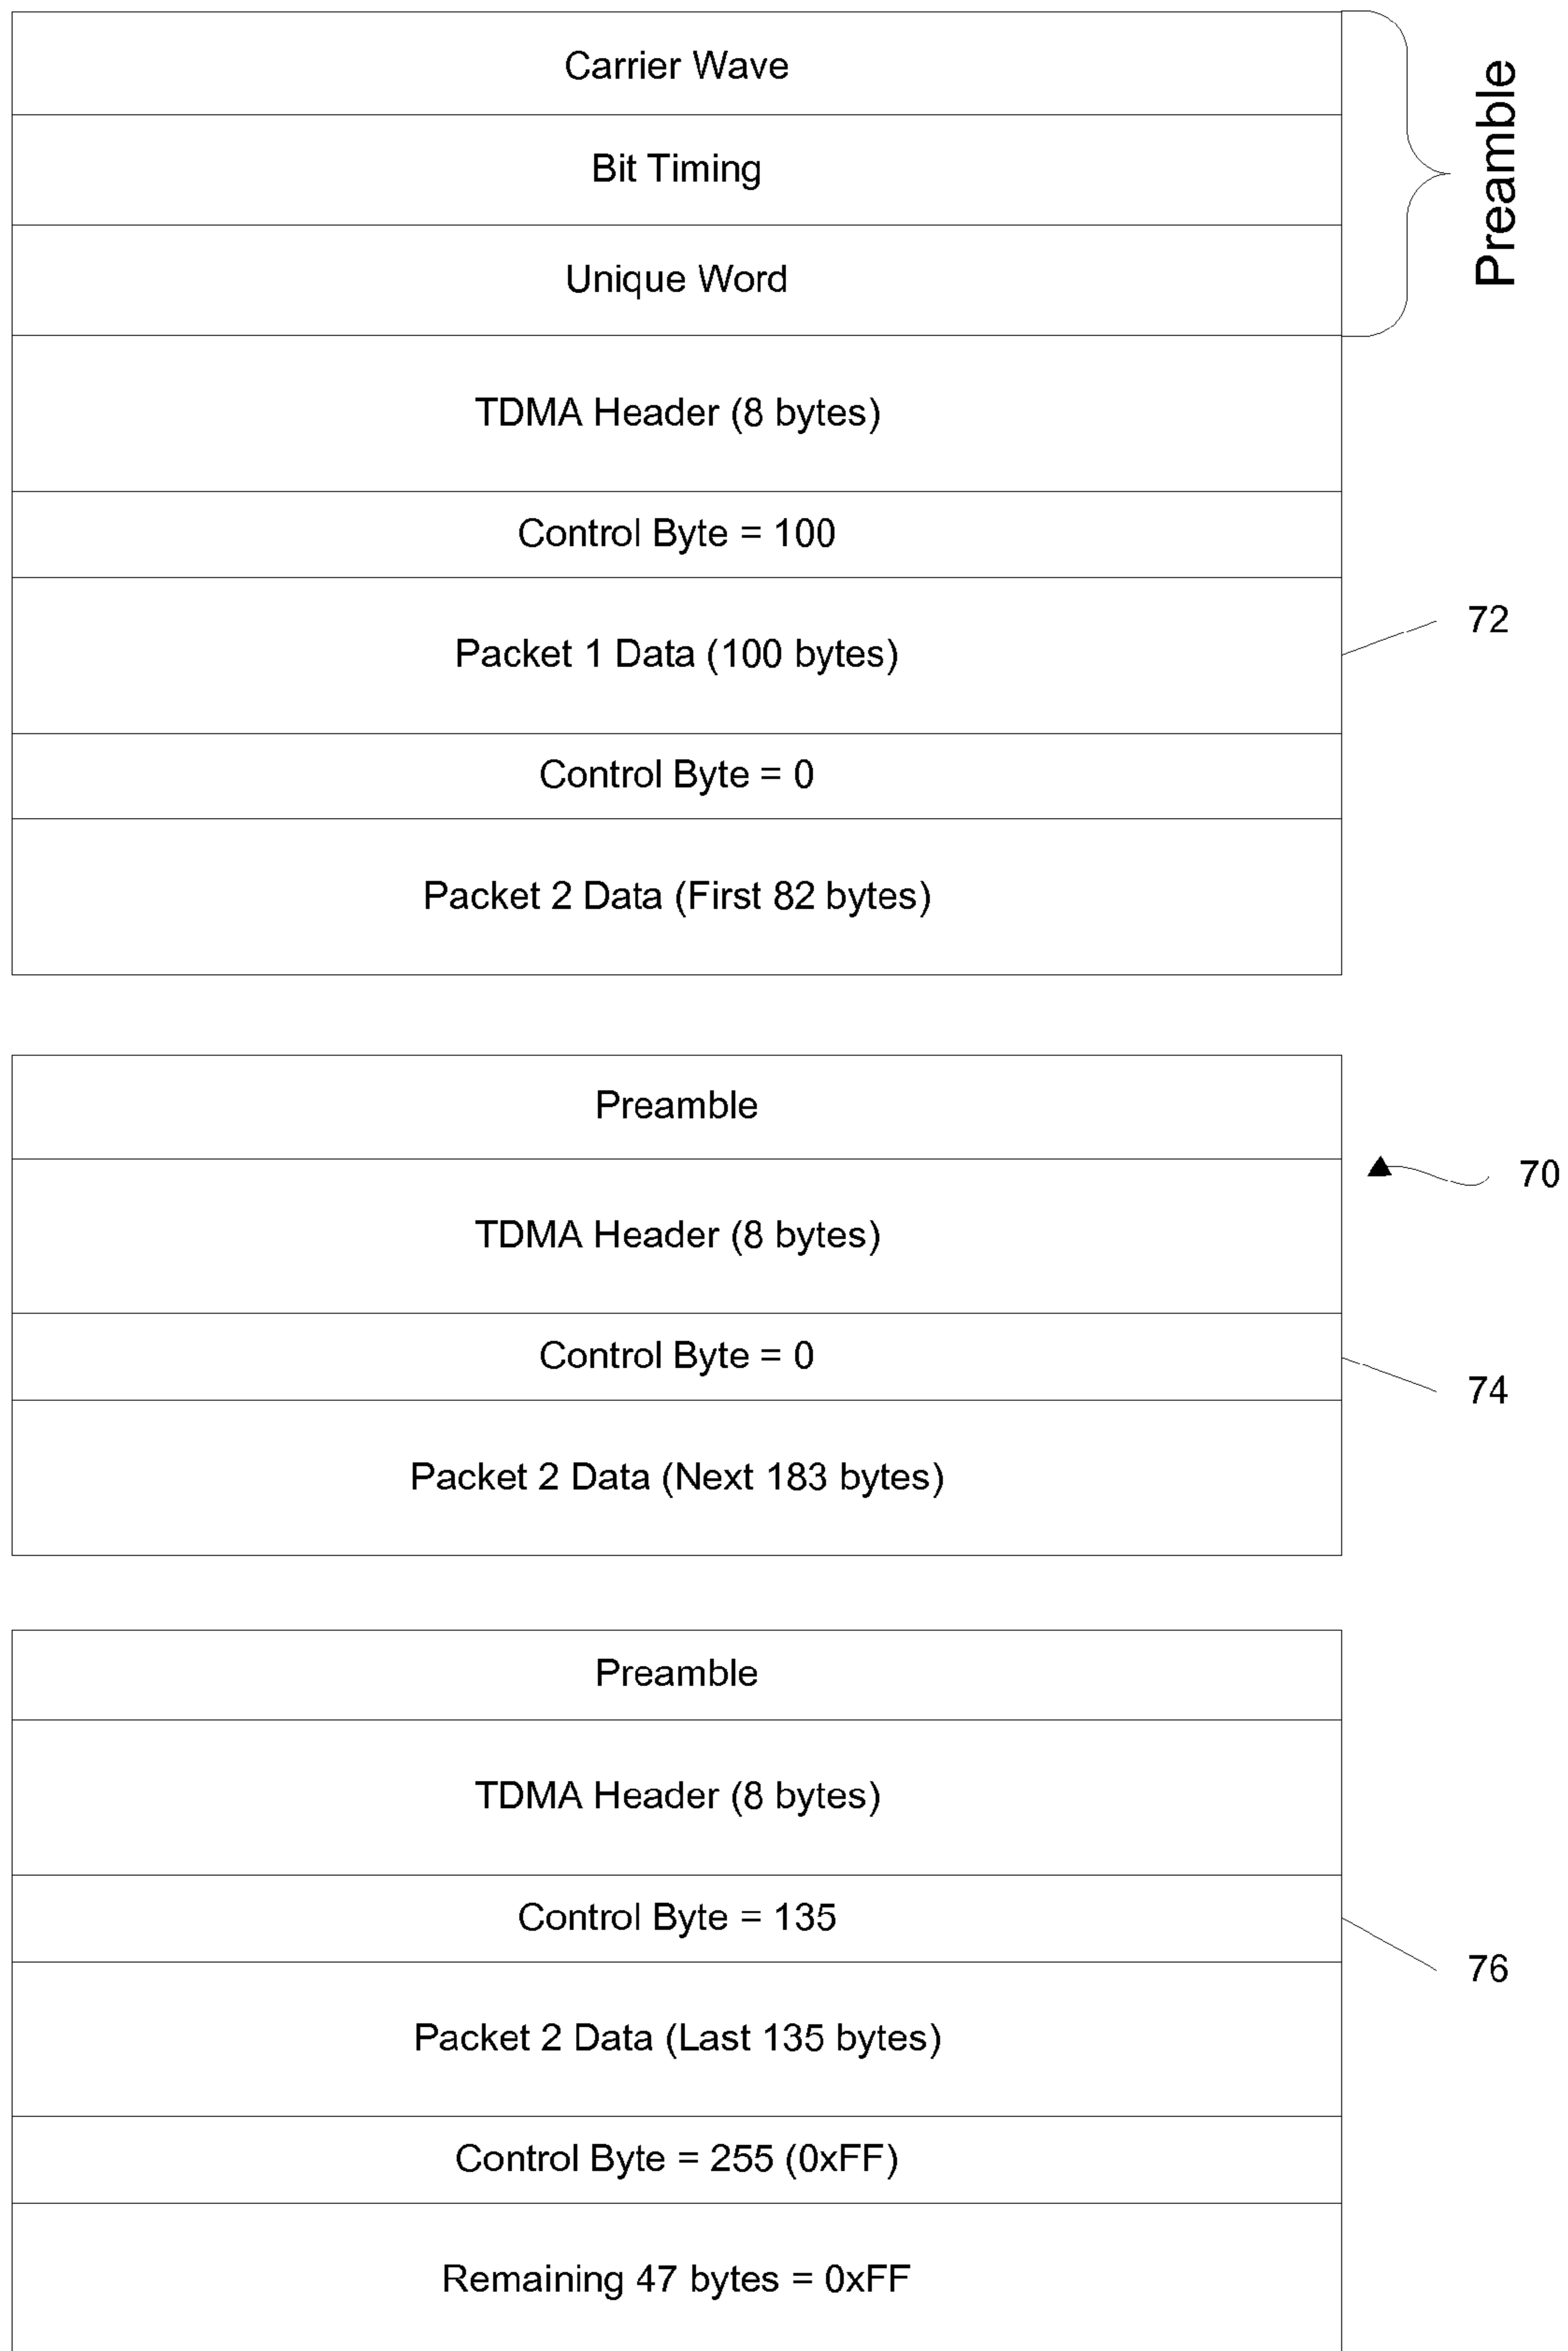 Carrier Wave
Bit Timing
Unique Word
Preamble
TDMA Header (8 bytes)
Control Byte = 100
Packet 1 Data (100 bytes)
72
Control Byte = 0
Packet 2 Data (First 82 bytes)
Preamble
70
TDMA Header (8 bytes)
Control Byte = 0
74
Packet 2 Data (Next 183 bytes)
Preamble
TDMA Header (8 bytes)
Control Byte = 135
76
Packet 2 Data (Last 135 bytes)
Control Byte = 255 (0xFF)
Remaining 47 bytes = 0xFF